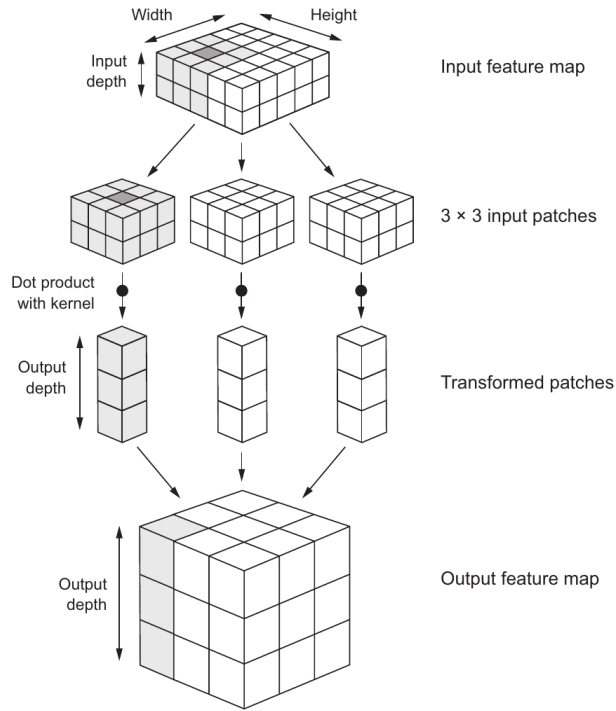 Width
Height
Input
depth
Input feature map
3 × 3 input patches
Dot product
with kernel
Output
depth
Transformed patches
Output
depth
Output feature map